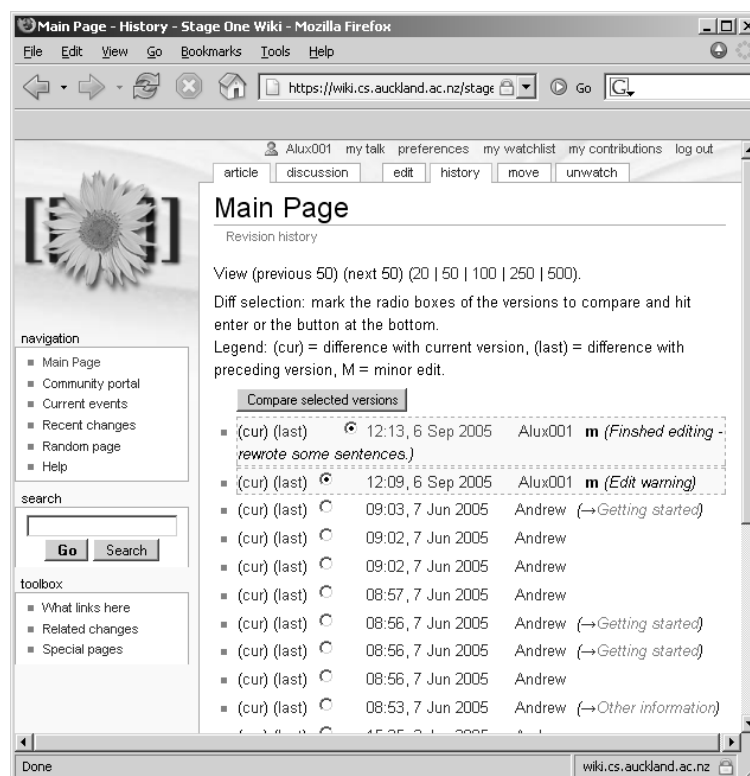 Main Page - History - Stage One Wiki - Mozilla Firefox
File Edit View Go Bookmarks Tools Help
https://wiki.cs.auckland.ac.nz/stage Go G
Alux001 my talk preferences my watchlist my contributions log out
article discussion edit history move unwatch
Main Page
Revision history
View (previous 50) (next 50) (20 | 50 | 100 | 250 | 500).
Diff selection: mark the radio boxes of the versions to compare and hit
enter or the button at the bottom.
Legend: (cur) = difference with current version, (last) = difference with
preceding version, M = minor edit.
Compare selected versions
(cur) (last) 12:13, 6 Sep 2005 Alux001 m (Finshed editing -
rewrote some sentences.)
(cur) (last) 12:09, 6 Sep 2005 Alux001 m (Edit warning)
(cur) (last) 09:03, 7 Jun 2005 Andrew (→Getting started)
(cur) (last) 09:02, 7 Jun 2005 Andrew
(cur) (last) 09:02, 7 Jun 2005 Andrew
(cur) (last) 08:57, 7 Jun 2005 Andrew
(cur) (last) 08:56, 7 Jun 2005 Andrew (→Getting started)
(cur) (last) 08:56, 7 Jun 2005 Andrew (→Getting started)
(cur) (last) 08:56, 7 Jun 2005 Andrew
(cur) (last) 08:53, 7 Jun 2005 Andrew (→Other information)
navigation
Main Page
Community portal
Current events
Recent changes
Random page
Help
search
Go Search
toolbox
What links here
Related changes
Special pages
Done wiki.cs.auckland.ac.nz